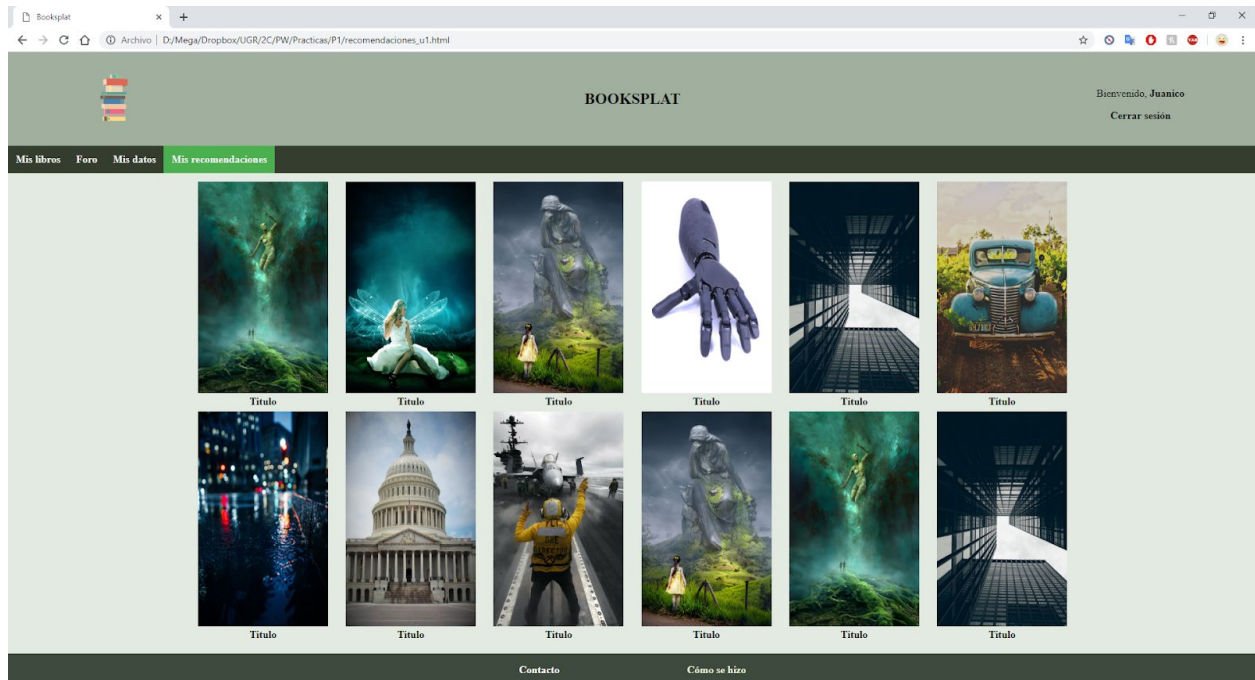 Booksplat
Archivo | D:/Mega/Dropbox/UGR/2C/PW/Practicas/P1/recomendaciones_u1.html
BOOKSPLAT
Bienvenido, Juanico
Cerrar sesión
Mis libros Foro Mis datos Mis recomendaciones
Titulo Titulo Titulo Titulo Titulo Titulo
Titulo Titulo Titulo Titulo Titulo Titulo
Contacto Cómo se hizo